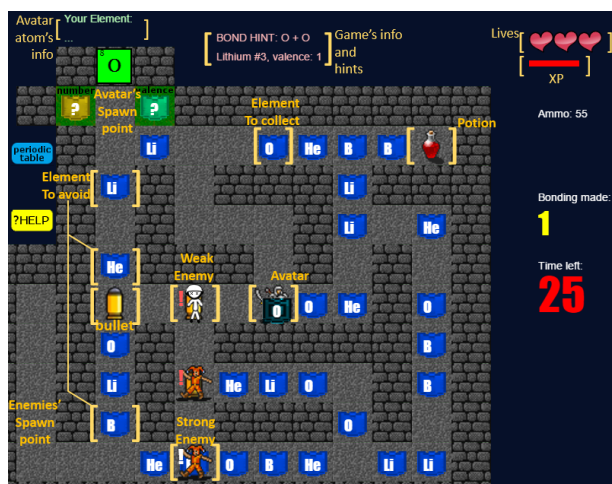 Avatar
atom's
info
Your Element:
...
BOND HINT: O + O
Lithium #3, valence: 1
Game's info
and
hints
Lives
XP
8
O
number
?
alence
?
Avatar's
Spawn
point
Element
To collect
Potion
Ammo: 55
periodic
table
Li
O
He
B
B
Element
To avoid
Li
Li
Bonding made:
1
?HELP
Li
He
Time left:
25
He
Weak
Enemy
Avatar
!
O
O
He
O
bullet
O
B
Li
!
He
Li
O
B
Enemies'
Spawn
point
B
Strong
Enemy
O
He
!
O
B
He
Li
Li